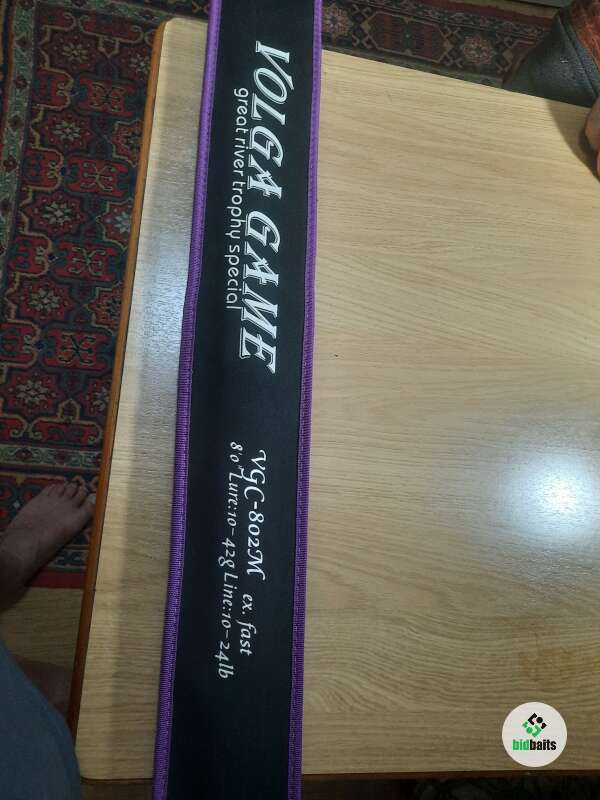 VOLGA GAME
great river trophy special
VGC-802M ex. fast
8'0" Lure:10-42g Line:10-24lb
bidbaits